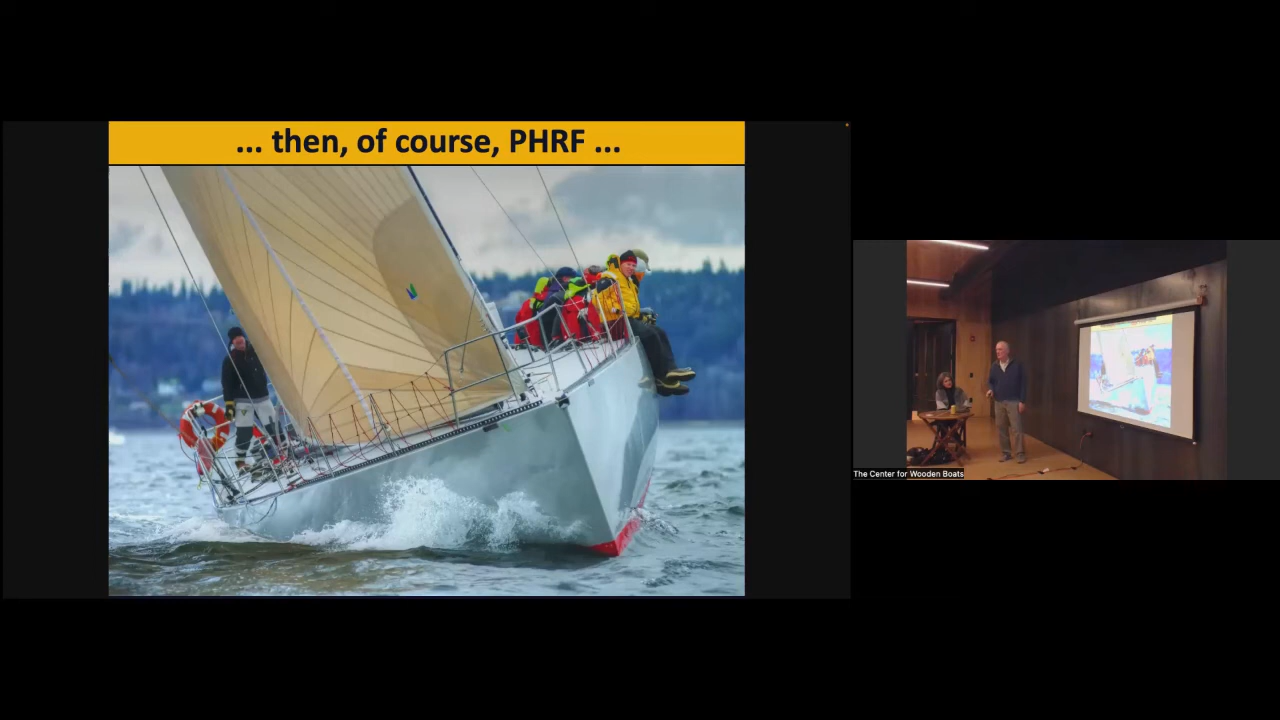 ... then, of course, PHRF ...
The Center for Wooden Boats